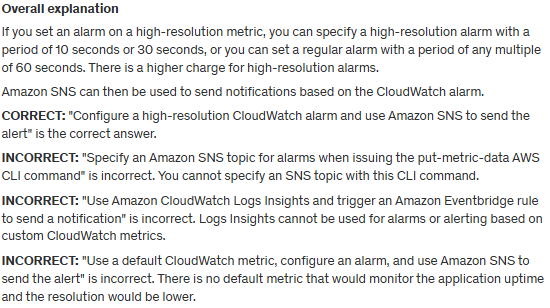 Overall explanation
If you set an alarm on a high-resolution metric, you can specify a high-resolution alarm with a
period of 10 seconds or 30 seconds, or you can set a regular alarm with a period of any multiple
of 60 seconds. There is a higher charge for high-resolution alarms.
Amazon SNS can then be used to send notifications based on the CloudWatch alarm.
CORRECT: "Configure a high-resolution CloudWatch alarm and use Amazon SNS to send the
alert" is the correct answer.
INCORRECT: "Specify an Amazon SNS topic for alarms when issuing the put-metric-data AWS
CLI command" is incorrect. You cannot specify an SNS topic with this CLI command.
INCORRECT: "Use Amazon CloudWatch Logs Insights and trigger an Amazon Eventbridge rule
to send a notification" is incorrect. Logs Insights cannot be used for alarms or alerting based on
custom CloudWatch metrics.
INCORRECT: "Use a default CloudWatch metric, configure an alarm, and use Amazon SNS to
send the alert" is incorrect. There is no default metric that would monitor the application uptime
and the resolution would be lower.